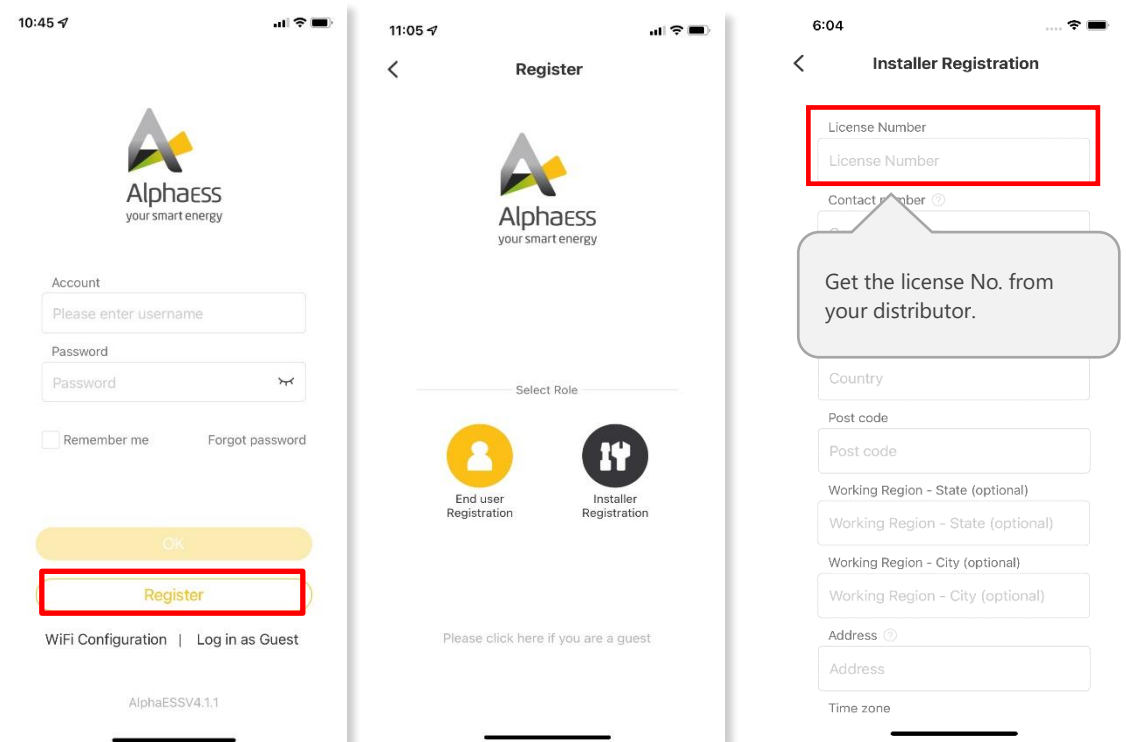 10:45
AlphaESS
your smart energy
Account
Please enter username
Password
Password
Remember me
Forgot password
OK
Register
WiFi Configuration | Log in as Guest
AlphaESSV4.1.1
11:05
Register
AlphaESS
your smart energy
Select Role
End user
Registration
Installer
Registration
Please click here if you are a guest
6:04
Installer Registration
License Number
License Number
Contact number
Get the license No. from
your distributor.
Country
Post code
Post code
Working Region - State (optional)
Working Region - State (optional)
Working Region - City (optional)
Working Region - City (optional)
Address
Address
Time zone